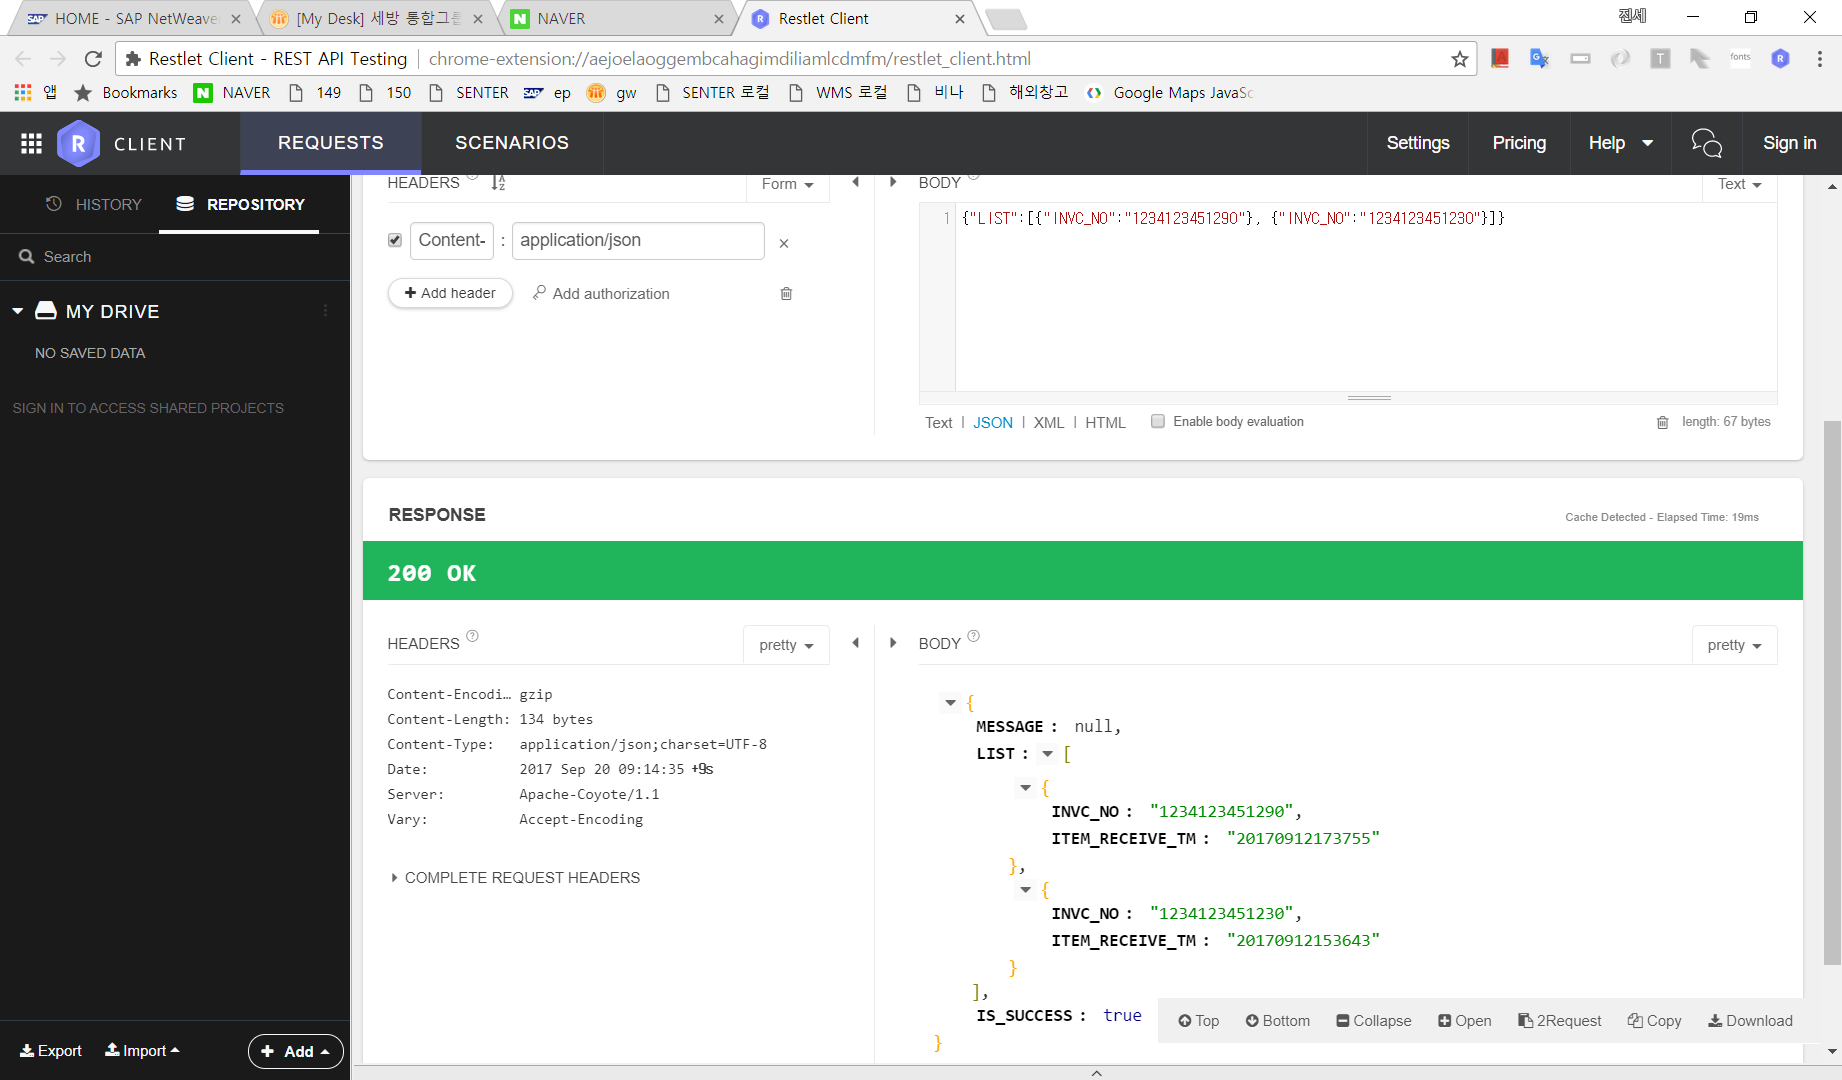 HOME - SAP NetWeaver
[My Desk] 세방 통합그룹
NAVER
Restlet Client
Restlet Client - REST API Testing
chrome-extension://aejoelaoggembcahagimdiliamlcdmfm/restlet_client.html
fonts
앱
Bookmarks
NAVER
149
150
SENTER
ep
gw
SENTER 로컬
WMS 로컬
비나
해외창고
Google Maps JavaSc
R CLIENT
REQUESTS
SCENARIOS
Settings
Pricing
Help
Sign in
HISTORY
REPOSITORY
Search
MY DRIVE
NO SAVED DATA
SIGN IN TO ACCESS SHARED PROJECTS
Export
Import
Add
HEADERS
Form
Content-
:
application/json
Add header
Add authorization
BODY
Text
1 {"LIST":[{"INVC_NO":"1234123451290"}, {"INVC_NO":"1234123451230"}]}
Text | JSON | XML | HTML
Enable body evaluation
length: 67 bytes
RESPONSE
Cache Detected - Elapsed Time: 19ms
200 OK
HEADERS
pretty
Content-Encodi… gzip
Content-Length: 134 bytes
Content-Type: application/json;charset=UTF-8
Date: 2017 Sep 20 09:14:35 +9s
Server: Apache-Coyote/1.1
Vary: Accept-Encoding
COMPLETE REQUEST HEADERS
BODY
pretty
{
MESSAGE : null,
LIST : [
{
INVC_NO : "1234123451290",
ITEM_RECEIVE_TM : "20170912173755"
},
{
INVC_NO : "1234123451230",
ITEM_RECEIVE_TM : "20170912153643"
}
],
IS_SUCCESS : true
}
Top
Bottom
Collapse
Open
2Request
Copy
Download